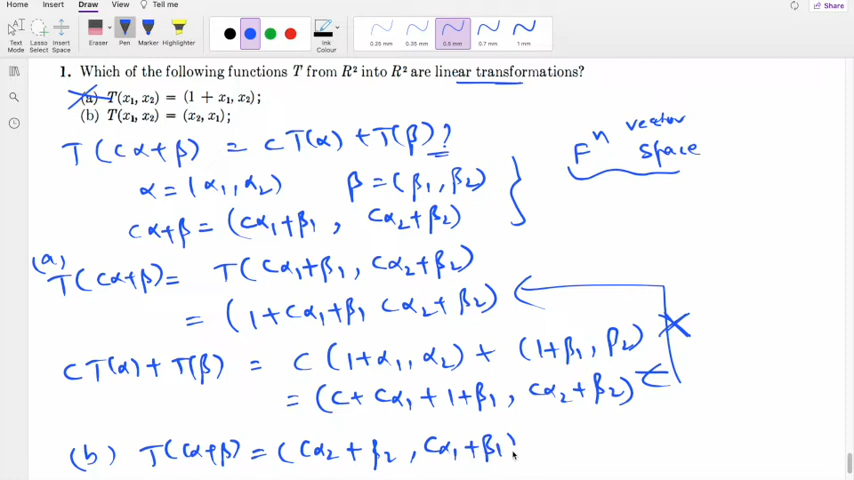 Home Insert Draw View Tell me
Share
Text Mode
Lasso Select
Insert Space
Eraser
Pen
Marker
Highlighter
Ink Colour
0.25 mm
0.35 mm
0.5 mm
0.7 mm
1 mm
1. Which of the following functions T from R² into R² are linear transformations?
(a) T(x₁, x₂) = (1 + x₁, x₂);
(b) T(x₁, x₂) = (x₂, x₁);
T(cα+β) = cT(α) + T(β)?
Fⁿ vector space
α = (α₁, α₂) β = (β₁, β₂)
cα+β = (cα₁+β₁, cα₂+β₂)
(a)
T(cα+β) = T(cα₁+β₁, cα₂+β₂)
= (1+cα₁+β₁ cα₂+β₂)
cT(α) + T(β) = c(1+α₁, α₂) + (1+β₁, β₂)
= (c+cα₁+1+β₁, cα₂+β₂)
(b) T(cα+β) = (cα₂+β₂, cα₁+β₁)